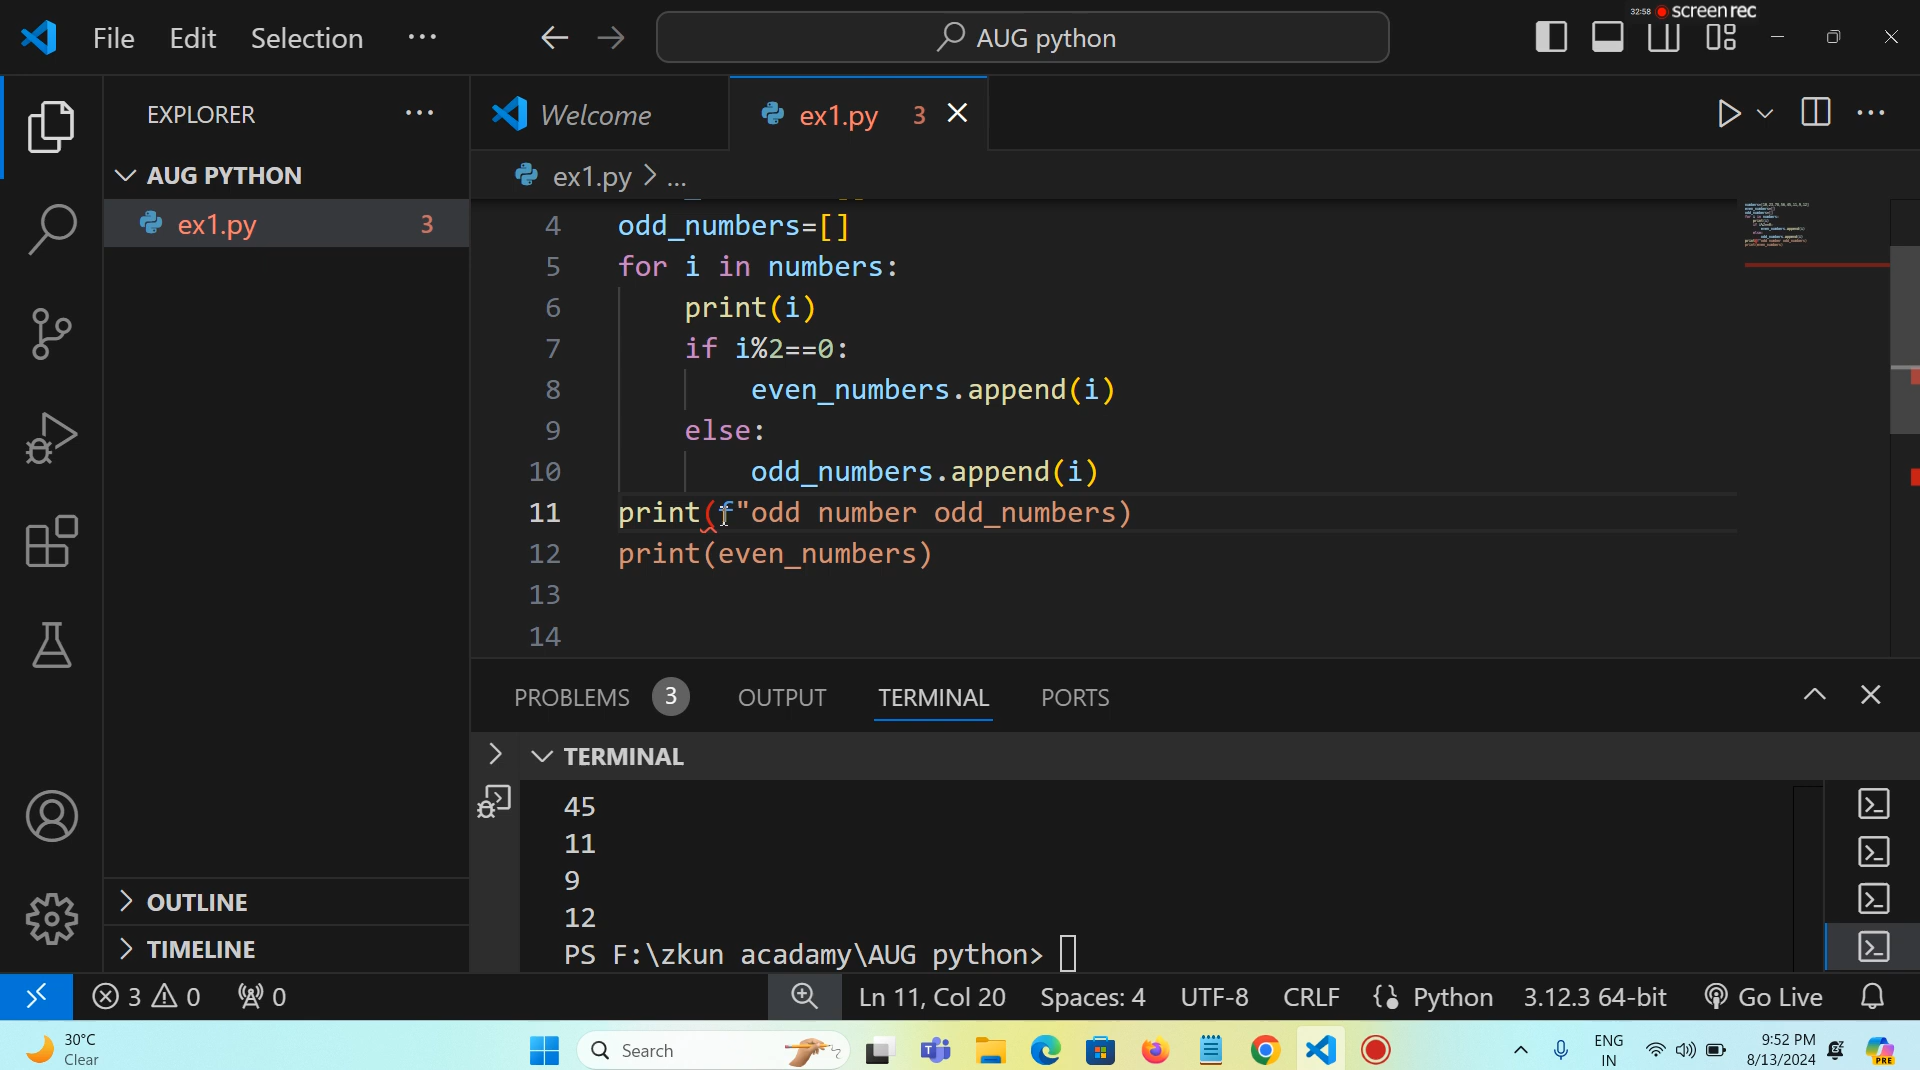 32:58 screenrec
File Edit Selection ... AUG python
EXPLORER ...
Welcome
ex1.py 3
AUG PYTHON
ex1.py > ...
ex1.py 3
4 odd_numbers=[]
5 for i in numbers:
6 print(i)
7 if i%2==0:
8 even_numbers.append(i)
9 else:
10 odd_numbers.append(i)
11 print(f"odd number odd_numbers)
12 print(even_numbers)
13
14
PROBLEMS 3 OUTPUT TERMINAL PORTS
TERMINAL
45
11
9
12
PS F:\zkun acadamy\AUG python>
OUTLINE
TIMELINE
3 0 0 Ln 11, Col 20 Spaces: 4 UTF-8 CRLF {} Python 3.12.3 64-bit Go Live
30°C
Clear
Search
ENG
IN
9:52 PM
8/13/2024
PRE